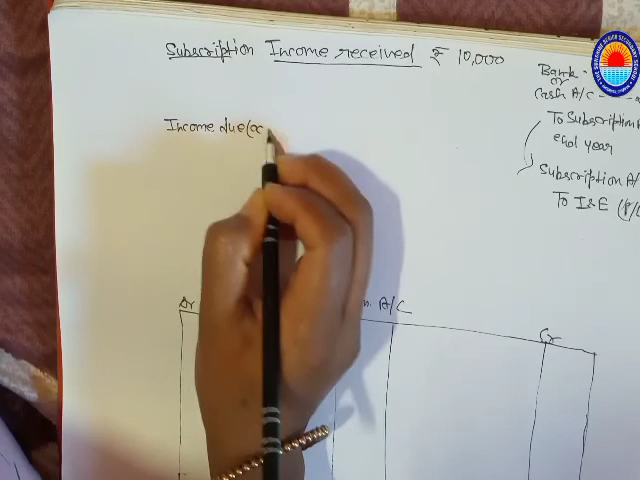 Subscription Income received ₹ 10,000
Bank
or
Cash A/C
To Subscription A
end year
Subscription A/
To I&E (P/L
Income due (
Dr
n. A/C
Cr